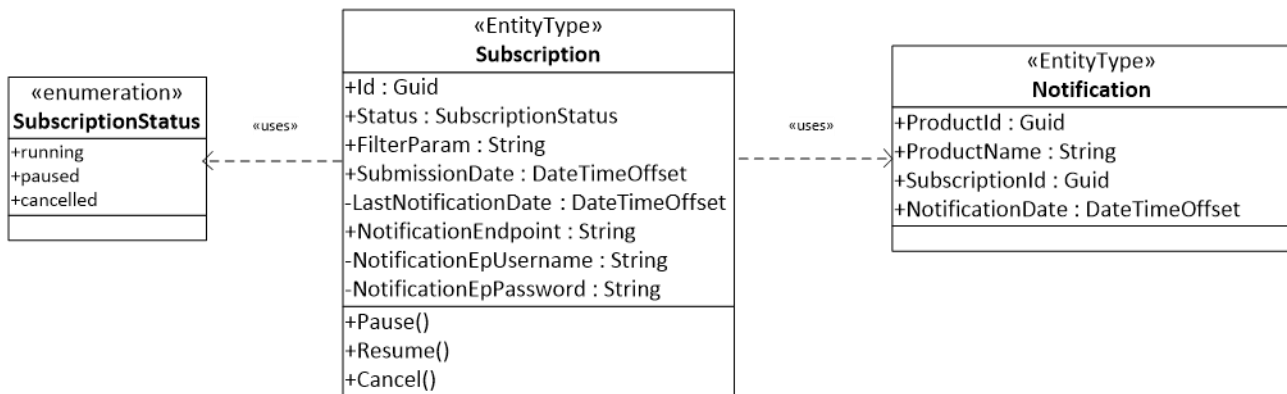 «enumeration»
SubscriptionStatus
+running
+paused
+cancelled
«uses»
«EntityType»
Subscription
+Id : Guid
+Status : SubscriptionStatus
+FilterParam : String
+SubmissionDate : DateTimeOffset
-LastNotificationDate : DateTimeOffset
+NotificationEndpoint : String
-NotificationEpUsername : String
-NotificationEpPassword : String
+Pause()
+Resume()
+Cancel()
«uses»
«EntityType»
Notification
+ProductId : Guid
+ProductName : String
+SubscriptionId : Guid
+NotificationDate : DateTimeOffset